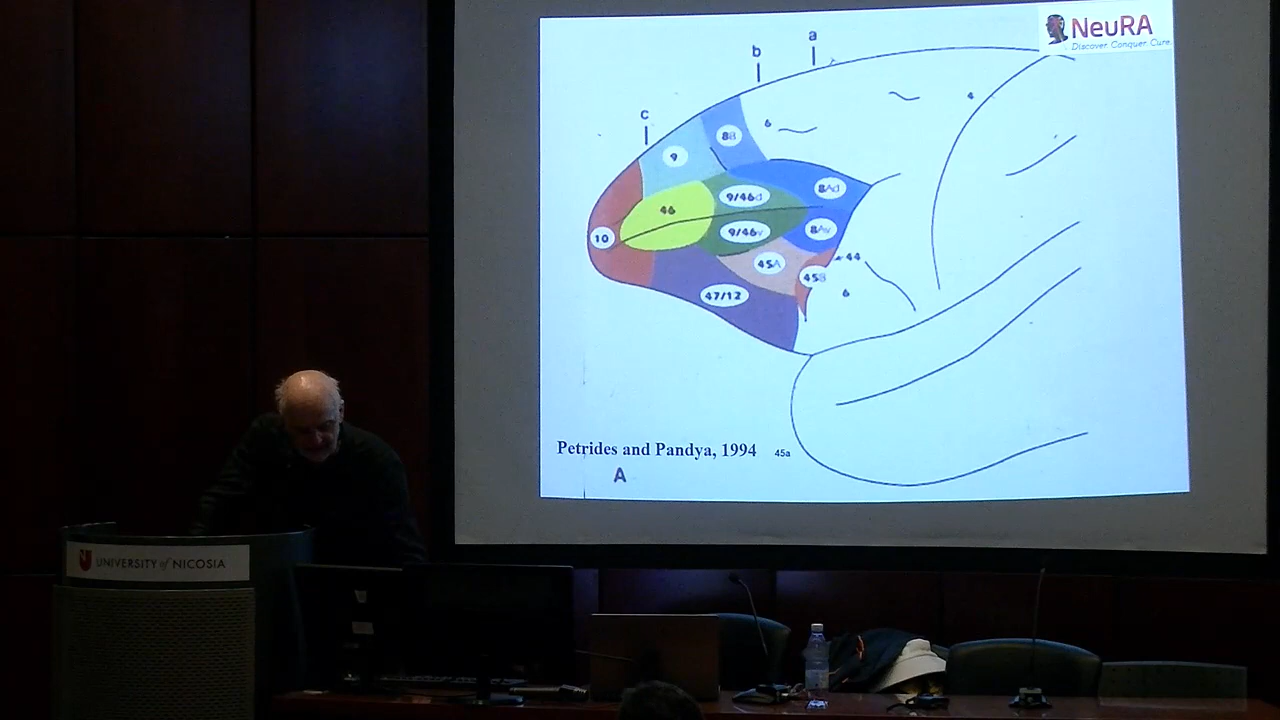 NeuRA
Discover. Conquer. Cure.
a
b
c
8B
6
4
9
46
9/46d
8Ad
10
9/46v
8Av
45A
44
45B
47/12
6
Petrides and Pandya, 1994
45a
A
UNIVERSITY of NICOSIA